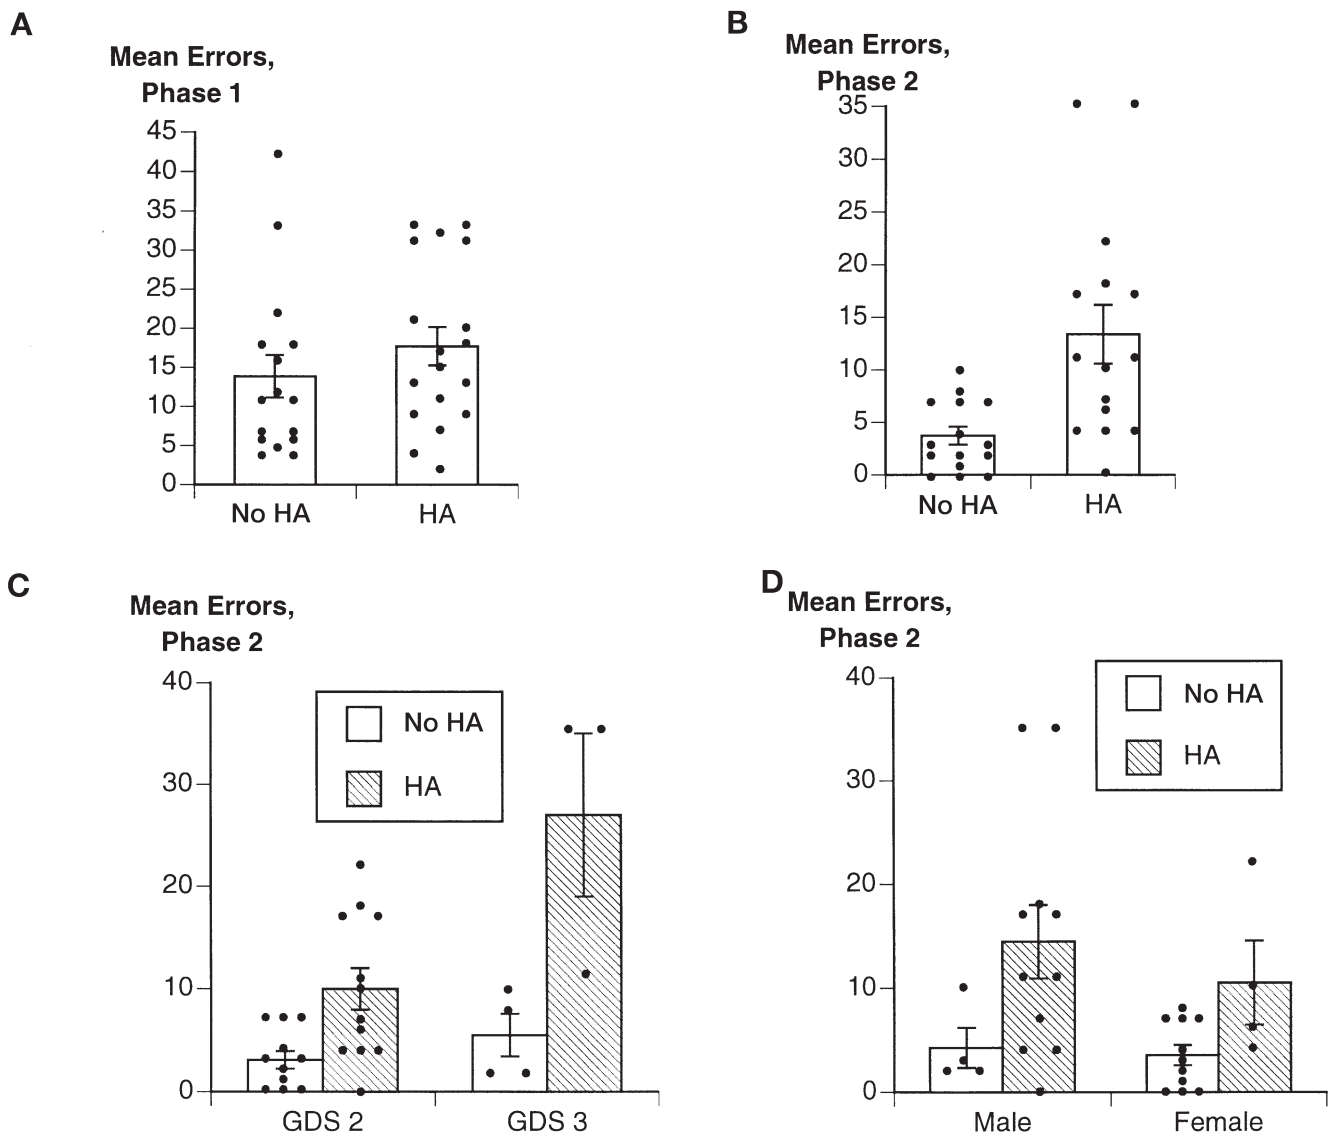 A
Mean Errors,
Phase 1
45
40
35
30
25
20
15
10
5
0
No HA
HA
B
Mean Errors,
Phase 2
35
30
25
20
15
10
5
0
No HA
HA
C
Mean Errors,
Phase 2
40
30
20
10
0
No HA
HA
GDS 2
GDS 3
D
Mean Errors,
Phase 2
40
30
20
10
0
No HA
HA
Male
Female